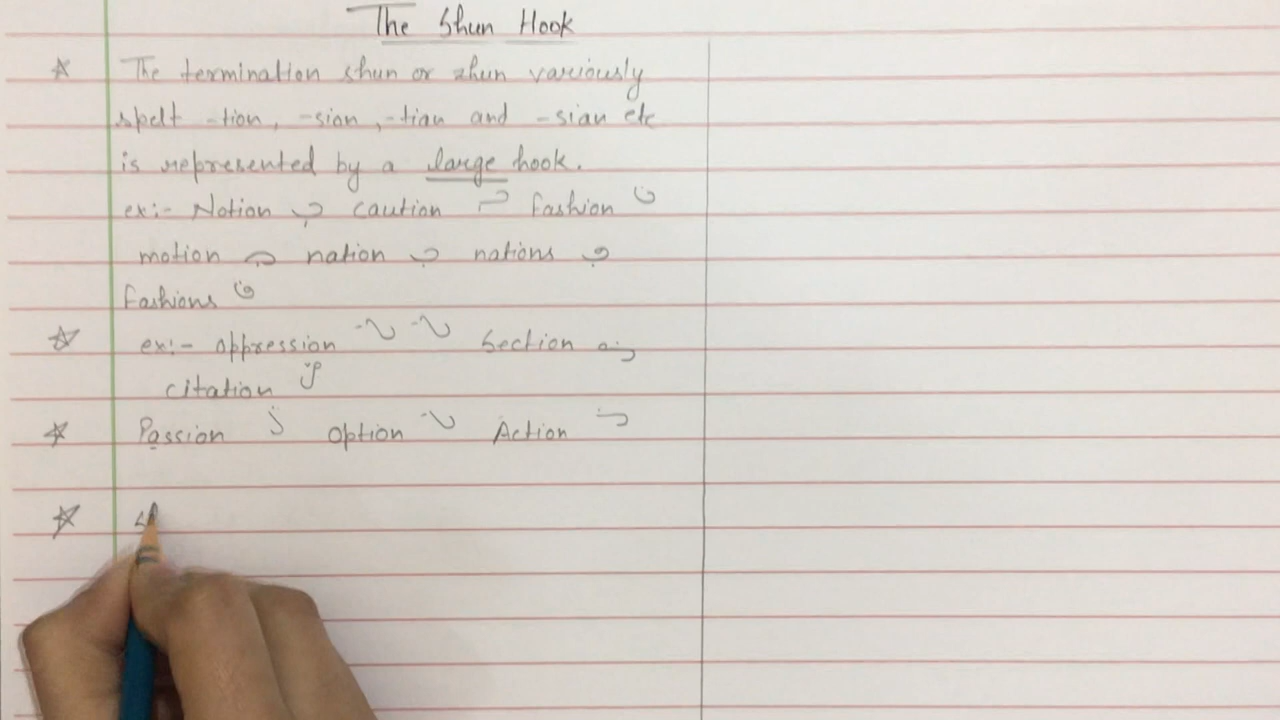 The Shun Hook
☆ The termination shun or zhun variously
spelt -tion, -sion, -tian and -sian etc
is represented by a large hook.
ex:- Notion caution fashion
motion nation nations
fashions
☆ ex:- oppression Section
citation
☆ Passion Option Action
☆